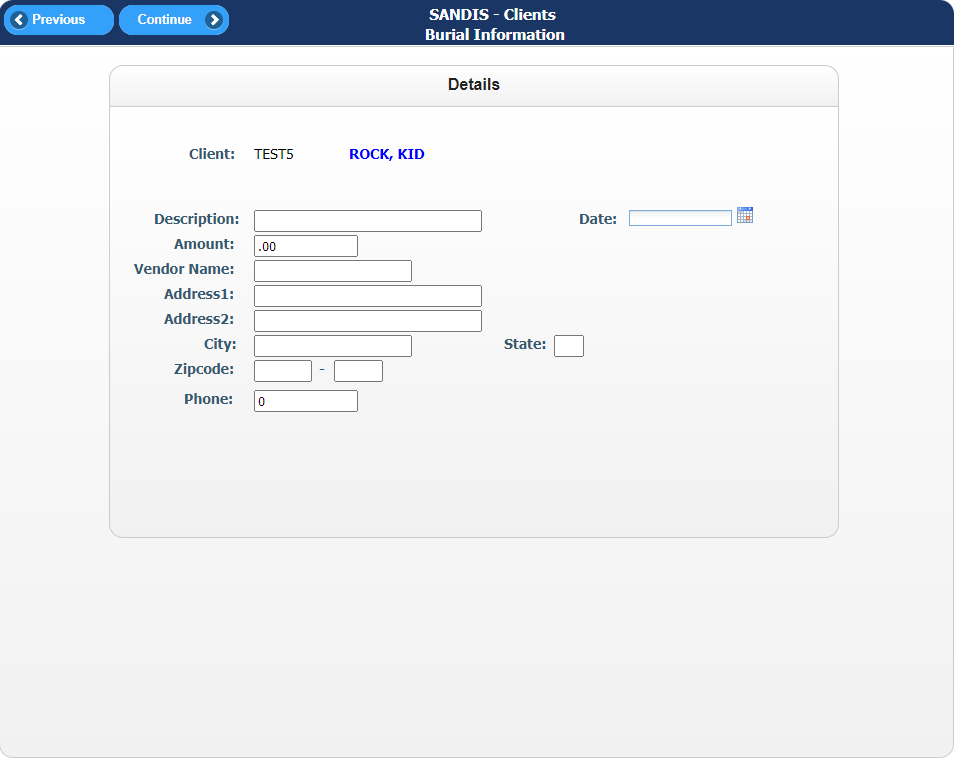 Previous
Continue
SANDIS - Clients
Burial Information
Details
Client: TEST5 ROCK, KID
Description: Date:
Amount: .00
Vendor Name:
Address1:
Address2:
City: State:
Zipcode: -
Phone: 0